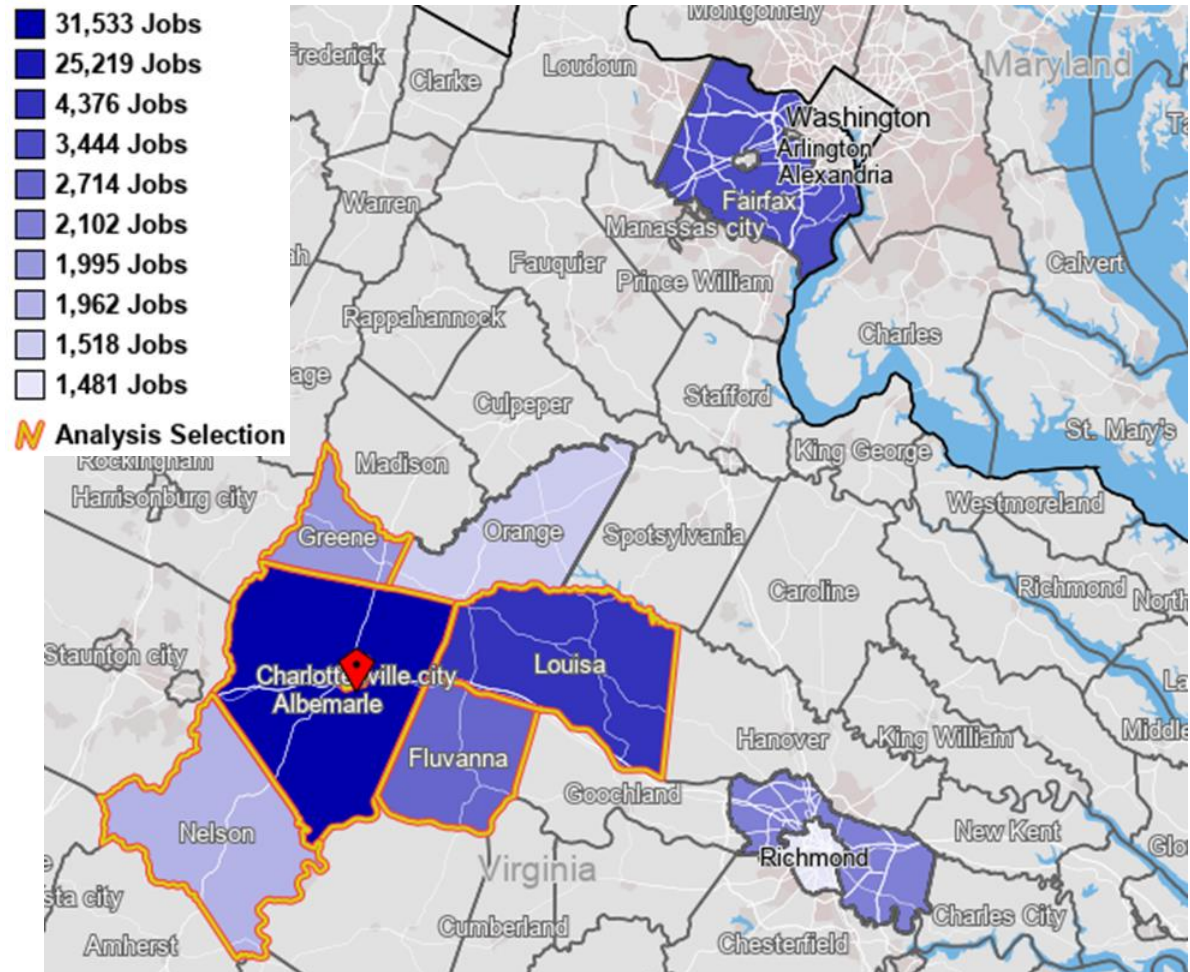 31,533 Jobs
25,219 Jobs
4,376 Jobs
3,444 Jobs
2,714 Jobs
2,102 Jobs
1,995 Jobs
1,962 Jobs
1,518 Jobs
1,481 Jobs
Analysis Selection
Montgomery
Frederick
Clarke
Loudoun
Maryland
Washington
Arlington
Alexandria
Warren
Fairfax
Manassas city
Fauquier
Prince William
Calvert
Rappahannock
Charles
Stafford
Culpeper
St. Mary's
King George
Rockingham
Madison
Harrisonburg city
Westmoreland
Greene
Orange
Spotsylvania
Caroline
Richmond
Staunton city
Louisa
Charlottesville city
Albemarle
Hanover
King William
Fluvanna
Goochland
Nelson
New Kent
Richmond
Virginia
Cumberland
Charles City
Amherst
Chesterfield